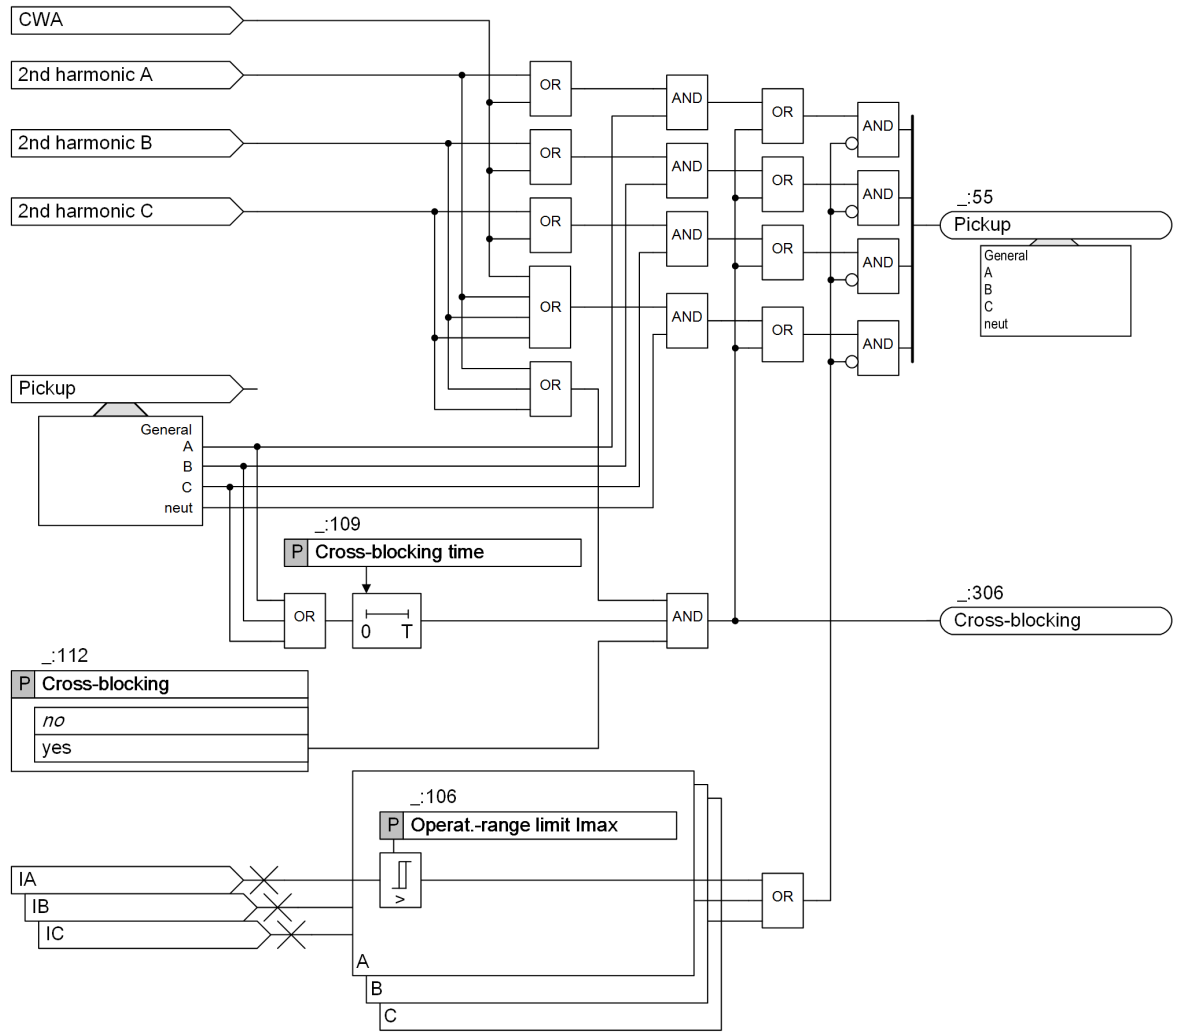 CWA
2nd harmonic A
OR
AND
OR
AND
2nd harmonic B
OR
AND
OR
AND
2nd harmonic C
OR
AND
OR
AND
_:55
Pickup
General
A
B
C
neut
OR
AND
OR
AND
OR
Pickup
General
A
B
C
neut
_:109
P Cross-blocking time
OR
0 T
AND
_:306
Cross-blocking
_:112
P Cross-blocking
no
yes
_:106
P Operat.-range limit Imax
IA
IB
IC
>
OR
A
B
C